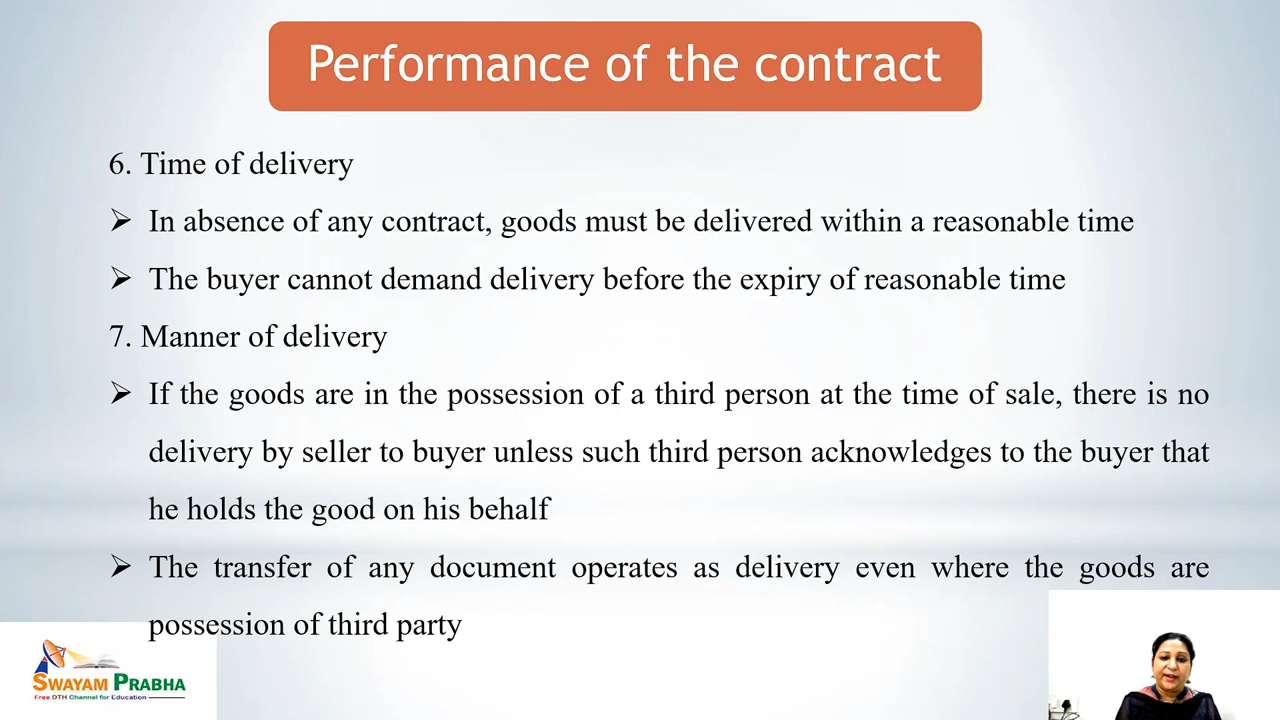 Performance of the contract
6. Time of delivery
➢ In absence of any contract, goods must be delivered within a reasonable time
➢ The buyer cannot demand delivery before the expiry of reasonable time
7. Manner of delivery
➢ If the goods are in the possession of a third person at the time of sale, there is no
delivery by seller to buyer unless such third person acknowledges to the buyer that
he holds the good on his behalf
➢ The transfer of any document operates as delivery even where the goods are
possession of third party
SWAYAM PRABHA
Free DTH Channel for Education